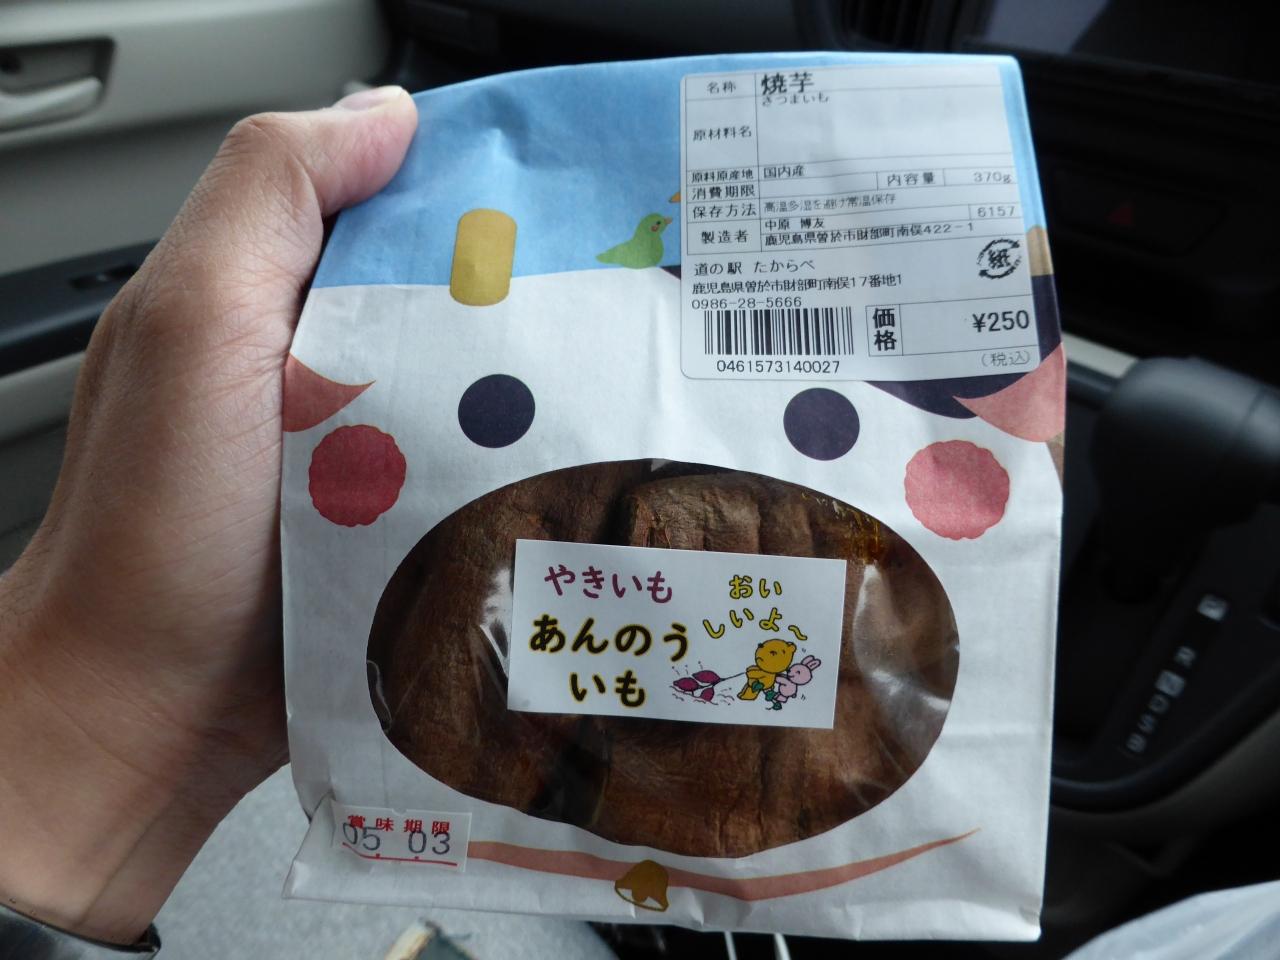 名称 焼芋
さつまいも
原材料名
原料原産地 国内産 内容量 370g
消費期限
保存方法 高温多湿を避け常温保存 6157
製造者 中原 博友
鹿児島県曽於市財部町南俣422-1
道の駅 たからべ
鹿児島県曽於市財部町南俣17番地1
0986-28-5666
紙
0461573140027
価格 ¥250
(税込)
やきいも
おい
しいよ~
あんのう
いも
賞味期限
05.03
P
R
N
D
S
B